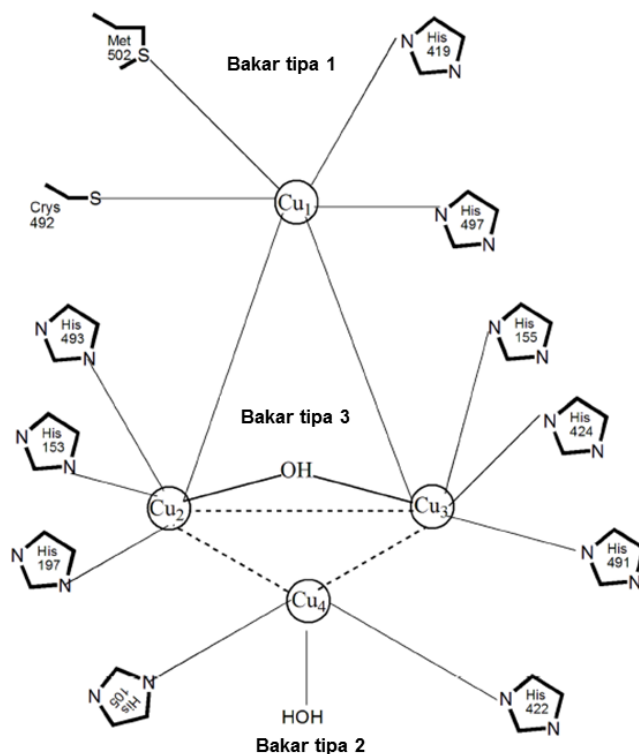 Met
502
S
Bakar tipa 1
N
His
419
N
Crys
492
S
Cu1
N
His
497
N
N
His
493
N
N
His
155
N
N
His
153
N
Bakar tipa 3
N
His
424
N
OH
Cu2
Cu3
N
His
197
N
N
His
491
N
Cu4
N
His
105
N
HOH
N
His
422
N
Bakar tipa 2